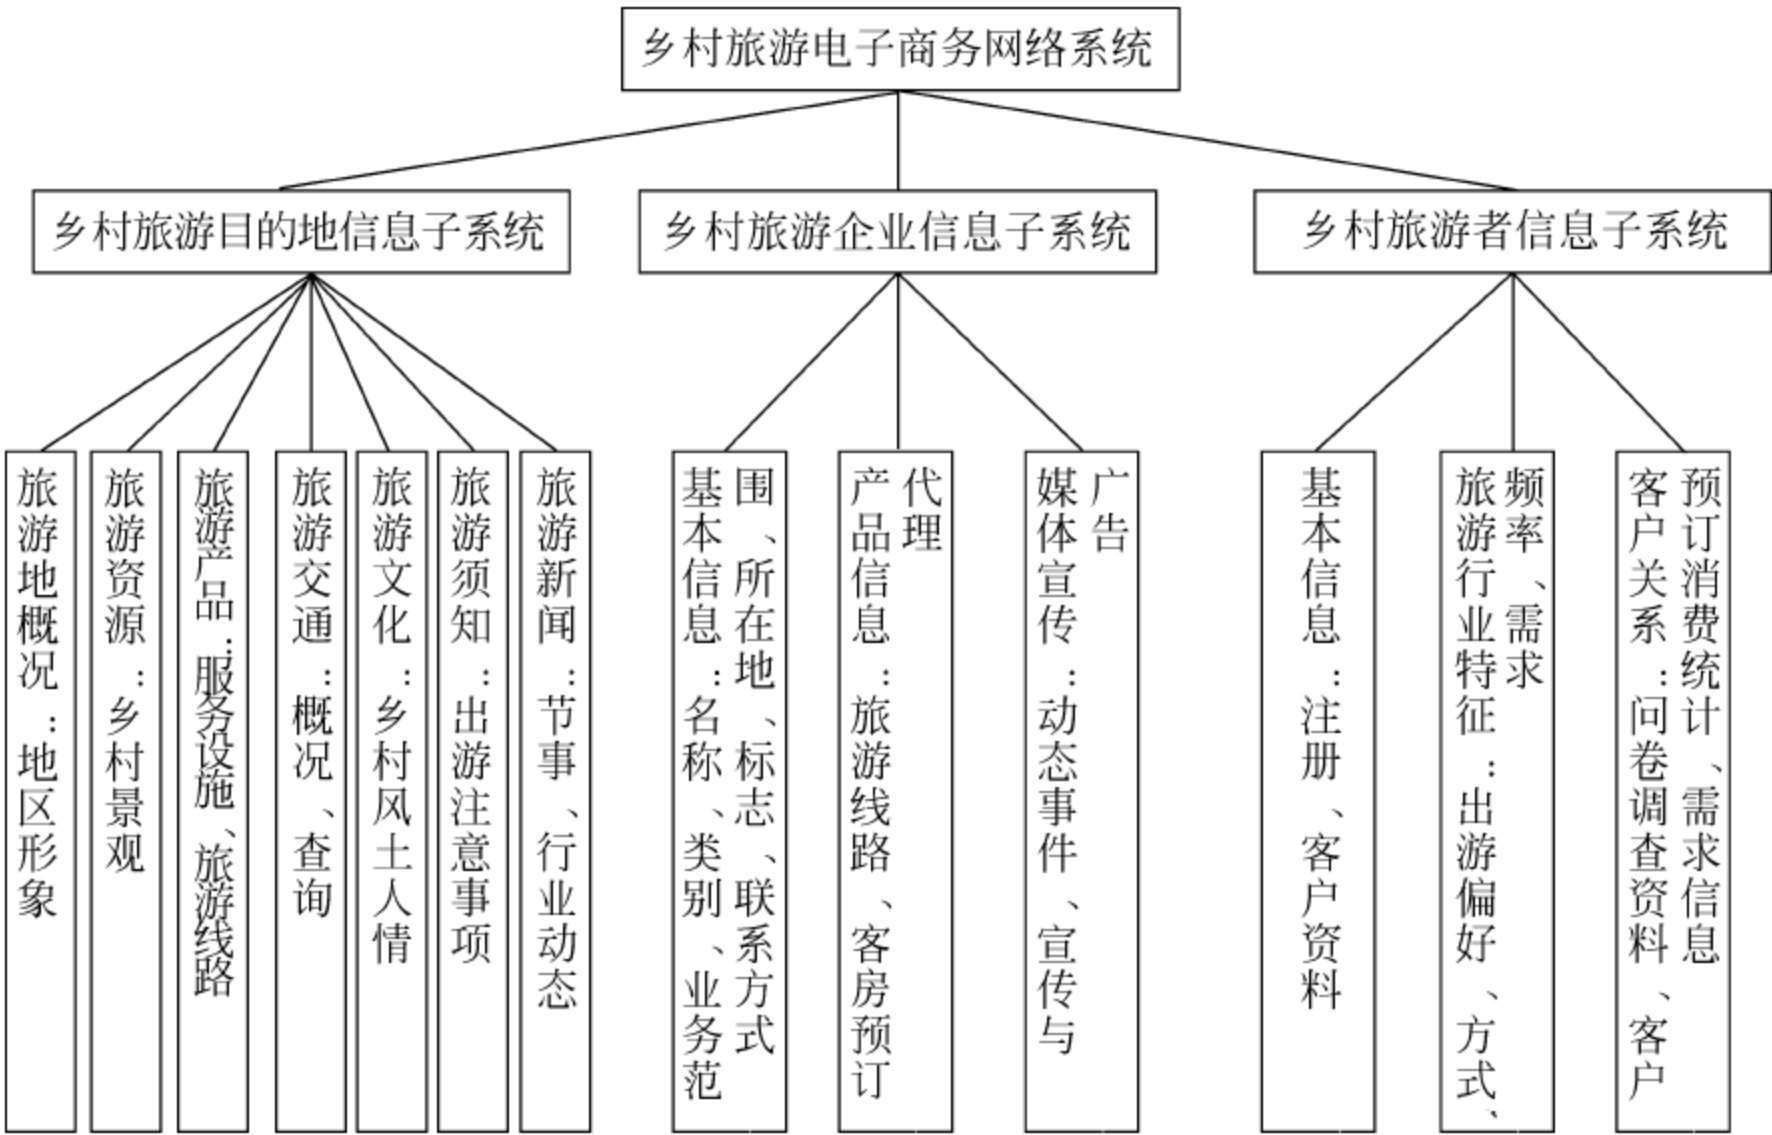 乡村旅游电子商务网络系统
乡村旅游目的地信息子系统
乡村旅游企业信息子系统
乡村旅游者信息子系统
旅游地概况：地区形象
旅游资源：乡村景观
旅游产品：服务设施、旅游线路
旅游交通：概况、查询
旅游文化：乡村风土人情
旅游须知：出游注意事项
旅游新闻：节事、行业动态
基本信息：名称、类别、业务范
围、所在地、标志、联系方式
产品信息：旅游线路、客房预订
代理
媒体宣传：动态事件、宣传与
广告
基本信息：注册、客户资料
旅游行业特征：出游偏好、方式、
频率、需求
客户关系：问卷调查资料、客户
预订消费统计、需求信息